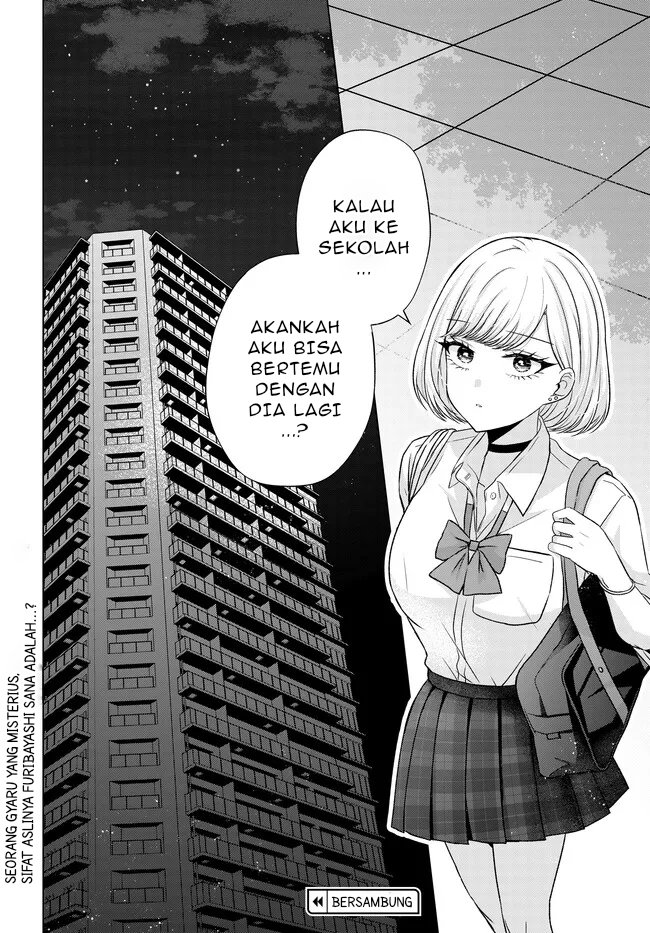 KALAU
AKU KE
SEKOLAH
...
AKANKAH
AKU BISA
BERTEMU
DENGAN
DIA LAGI
...?
SEORANG GYARU YANG MISTERIUS,
SIFAT ASLINYA FURIBAYASHI SANA ADALAH...?
BERSAMBUNG